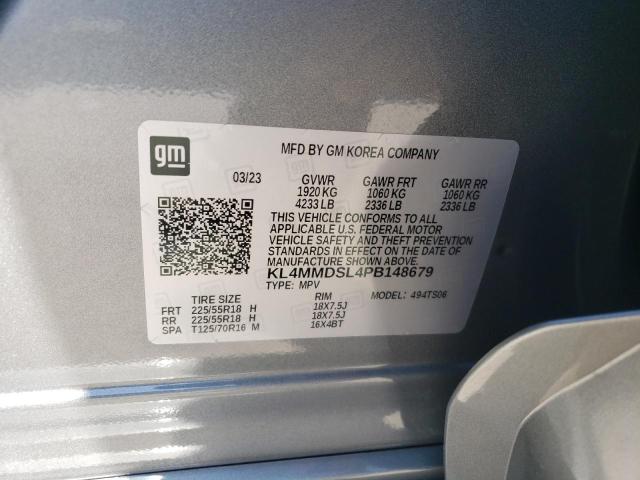 gm
MFD BY GM KOREA COMPANY
03/23 GVWR GAWR FRT GAWR RR
1920 KG 1060 KG 1060 KG
4233 LB 2336 LB 2336 LB
THIS VEHICLE CONFORMS TO ALL
APPLICABLE U.S. FEDERAL MOTOR
VEHICLE SAFETY AND THEFT PREVENTION
STANDARDS IN EFFECT ON THE DATE OF
MANUFACTURE SHOWN ABOVE.
KL4MMDSL4PB148679
TYPE: MPV MODEL: 494TS06
TIRE SIZE RIM
FRT 225/55R18 H 18X7.5J
RR 225/55R18 H 18X7.5J
SPA T125/70R16 M 16X4BT